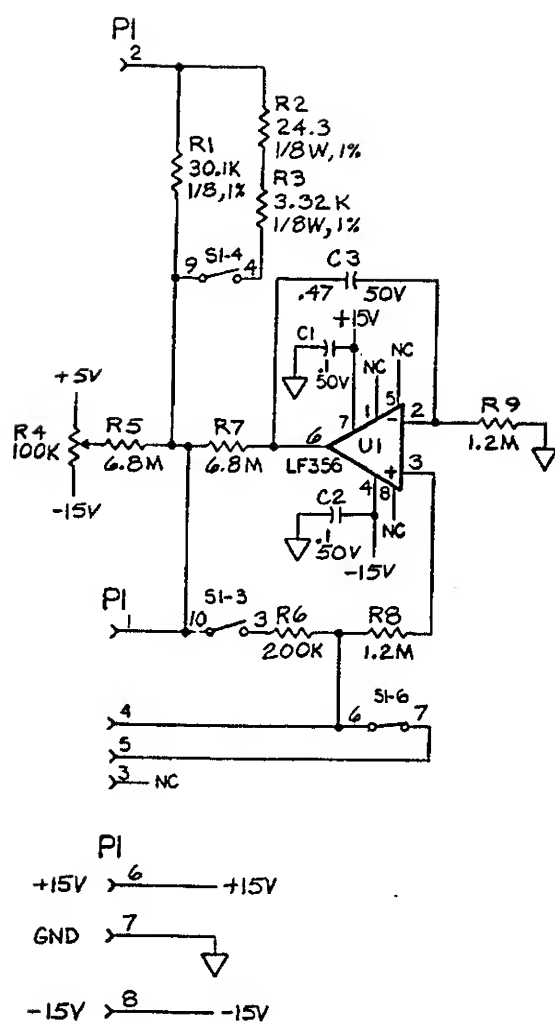 P1
2
R1
30.1K
1/8, 1%
R2
24.3
1/8W, 1%
R3
3.32K
1/8W, 1%
9 S1-4 4
C3
.47 50V
+15V
C1
.1
50V
NC
NC
7 1 5 - 2
R9
1.2M
+5V
R4
100K
R5
6.8M
R7
6.8M
6 U1
LF356
+ 3
4 8
NC
C2
.1
50V
-15V
-15V
P1
1
10 S1-3 3
R6
200K
R8
1.2M
S1-6
6 7
4
5
3 NC
P1
+15V 6 +15V
GND 7
-15V 8 -15V